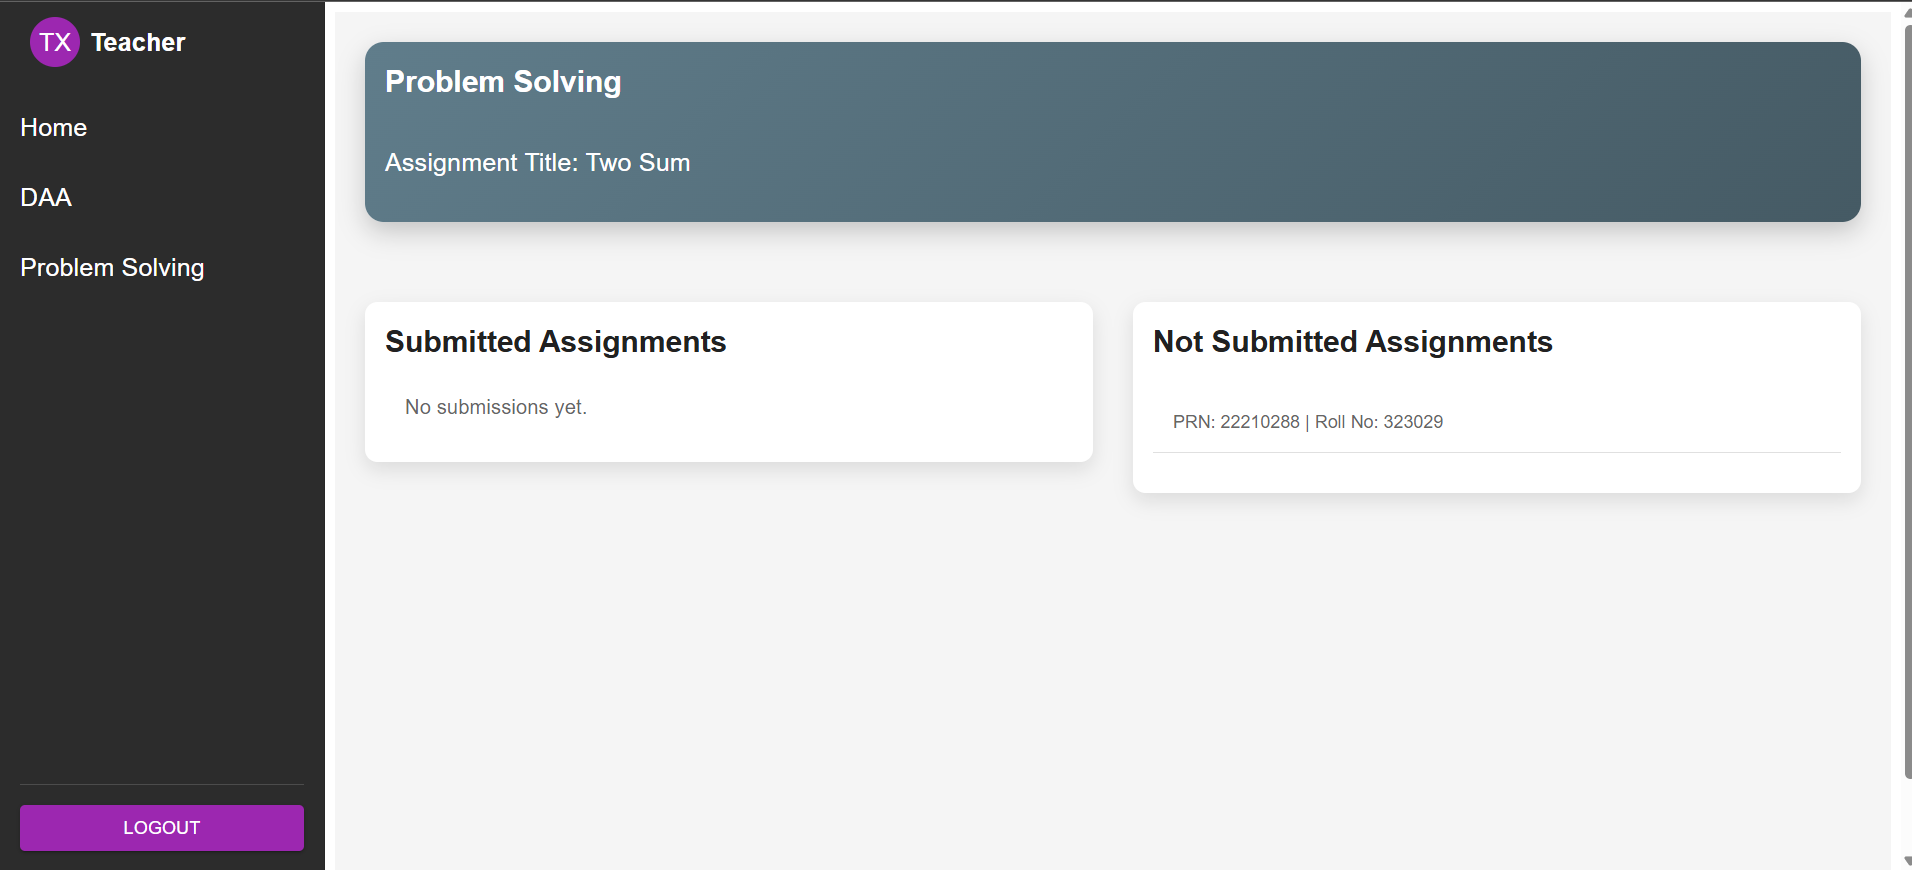 TX Teacher
Home
DAA
Problem Solving
LOGOUT
Problem Solving
Assignment Title: Two Sum
Submitted Assignments
No submissions yet.
Not Submitted Assignments
PRN: 22210288 | Roll No: 323029